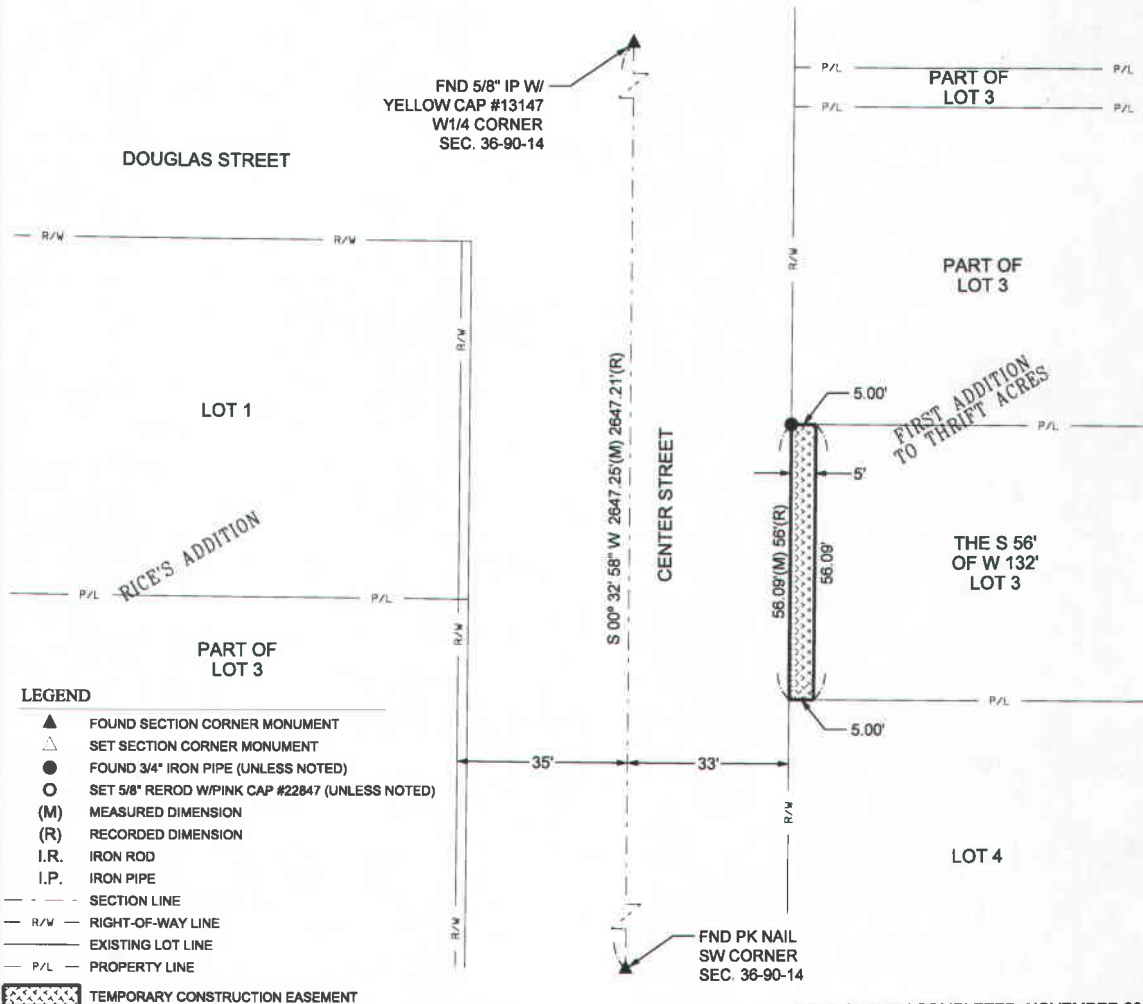 FND 5/8" IP W/
YELLOW CAP #13147
W1/4 CORNER
SEC. 36-90-14
P/L
PART OF
LOT 3
P/L
P/L
P/L
DOUGLAS STREET
R/W
R/W
R/W
R/W
PART OF
LOT 3
LOT 1
S 00° 32' 58" W 2647.25'(M) 2647.21'(R)
CENTER STREET
5.00'
FIRST ADDITION
TO THRIFT ACRES
P/L
5'
56.09'(M) 56'(R)
56.09'
THE S 56'
OF W 132'
LOT 3
RICE'S ADDITION
P/L
P/L
R/W
PART OF
LOT 3
P/L
5.00'
35'
33'
R/W
LOT 4
R/W
FND PK NAIL
SW CORNER
SEC. 36-90-14
LEGEND
FOUND SECTION CORNER MONUMENT
SET SECTION CORNER MONUMENT
FOUND 3/4" IRON PIPE (UNLESS NOTED)
SET 5/8" REROD W/PINK CAP #22847 (UNLESS NOTED)
(M) MEASURED DIMENSION
(R) RECORDED DIMENSION
I.R. IRON ROD
I.P. IRON PIPE
SECTION LINE
R/W RIGHT-OF-WAY LINE
EXISTING LOT LINE
P/L PROPERTY LINE
TEMPORARY CONSTRUCTION EASEMENT